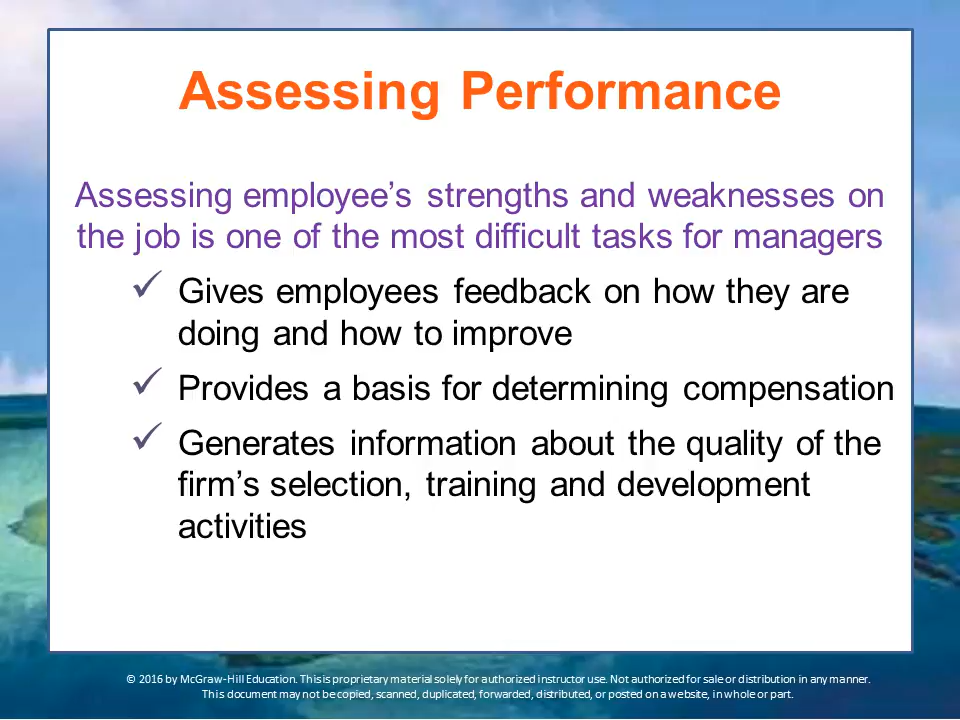 Assessing Performance
Assessing employee’s strengths and weaknesses on
the job is one of the most difficult tasks for managers
✓ Gives employees feedback on how they are
doing and how to improve
✓ Provides a basis for determining compensation
✓ Generates information about the quality of the
firm’s selection, training and development
activities
© 2016 by McGraw-Hill Education. This is proprietary material solely for authorized instructor use. Not authorized for sale or distribution in any manner.
This document may not be copied, scanned, duplicated, forwarded, distributed, or posted on a website, in whole or part.